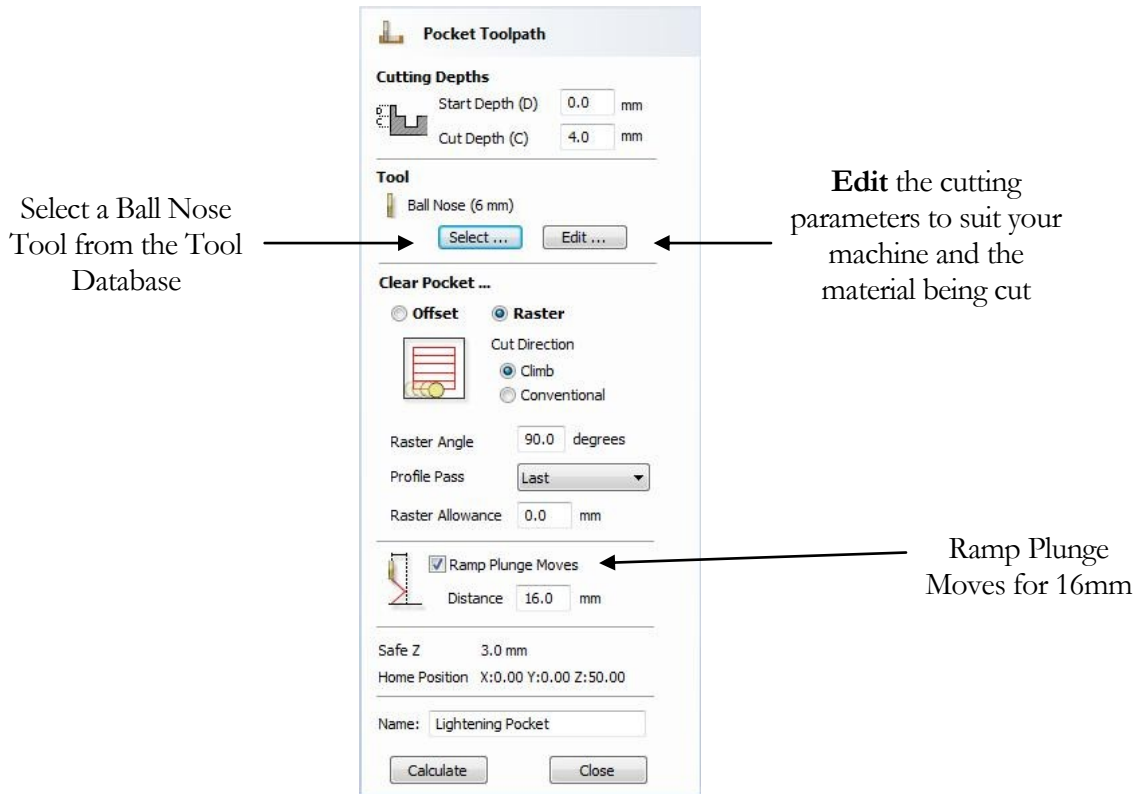 Pocket Toolpath
Cutting Depths
D
C
Start Depth (D) 0.0 mm
Cut Depth (C) 4.0 mm
Tool
Ball Nose (6 mm)
Select ... Edit ...
Select a Ball Nose
Tool from the Tool
Database
Edit the cutting
parameters to suit your
machine and the
material being cut
Clear Pocket ...
Offset Raster
Cut Direction
Climb
Conventional
Raster Angle 90.0 degrees
Profile Pass Last
Raster Allowance 0.0 mm
Ramp Plunge Moves
Distance 16.0 mm
Ramp Plunge
Moves for 16mm
Safe Z 3.0 mm
Home Position X:0.00 Y:0.00 Z:50.00
Name: Lightening Pocket
Calculate Close